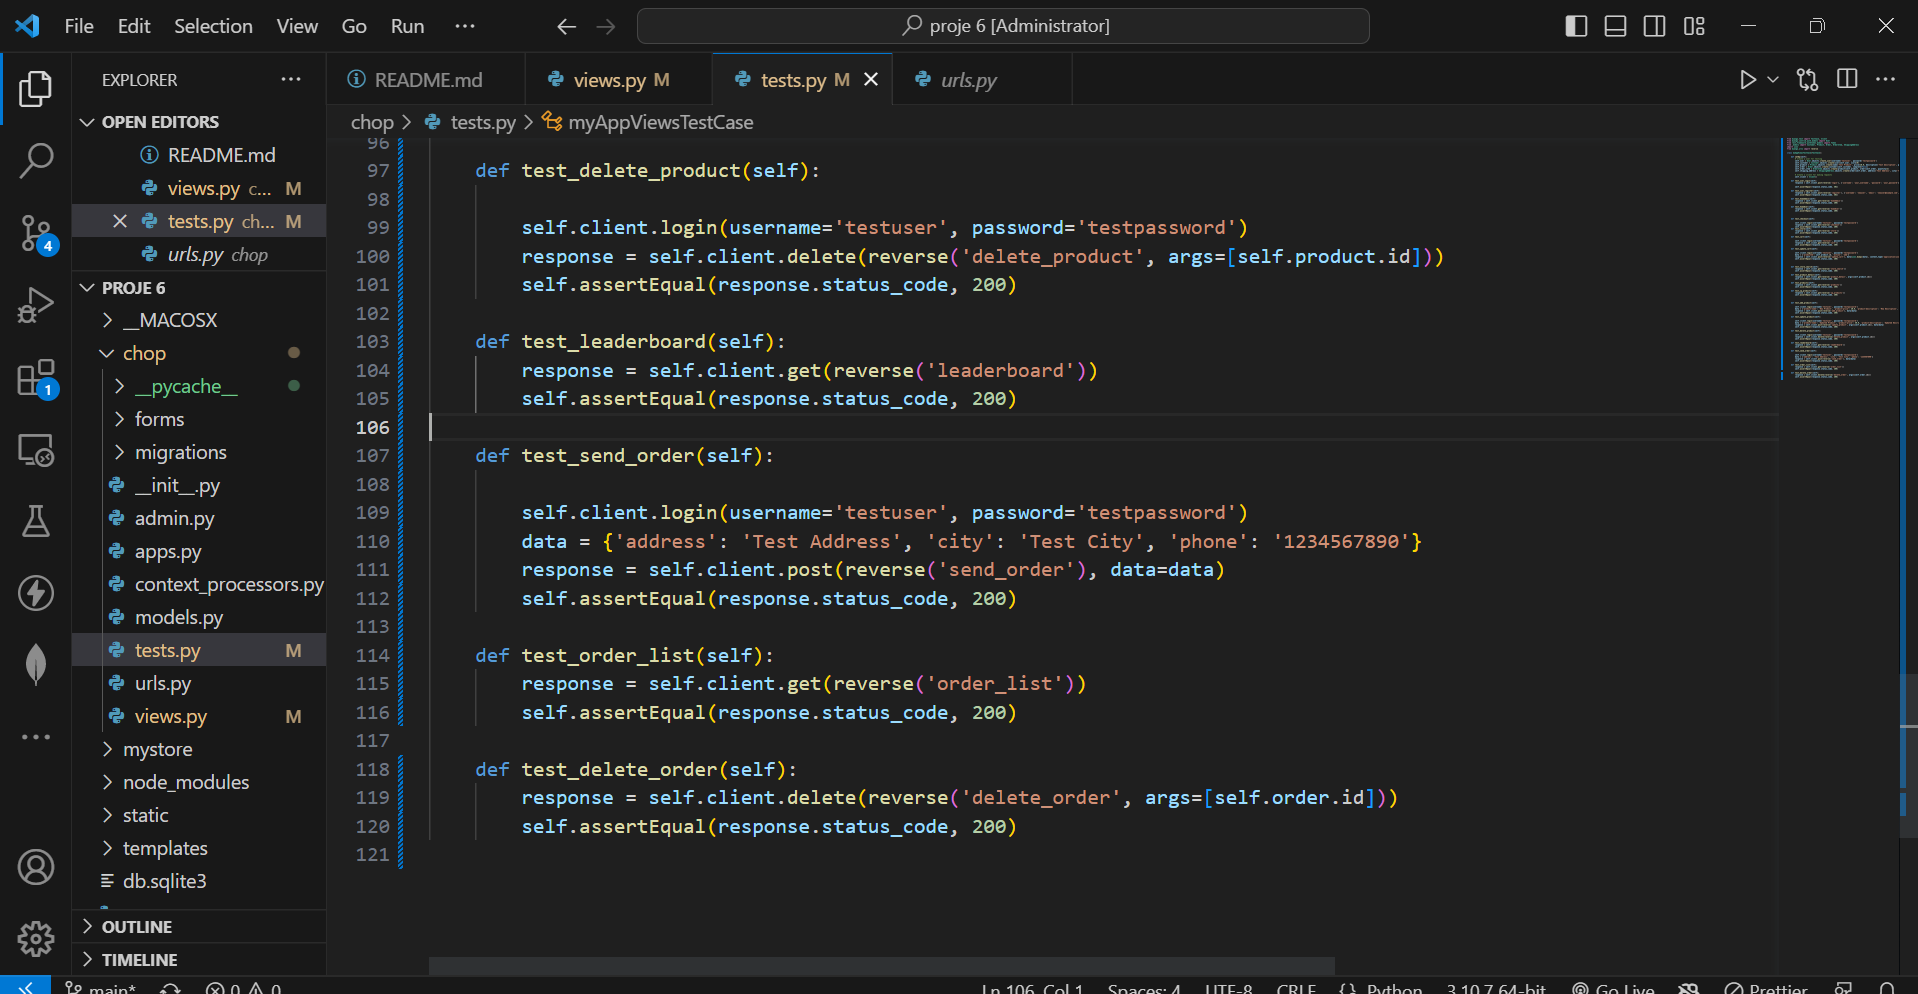 File Edit Selection View Go Run ··· proje 6 [Administrator]
EXPLORER ···
OPEN EDITORS
README.md
views.py c... M
tests.py ch... M
urls.py chop
PROJE 6
__MACOSX
chop
__pycache__
forms
migrations
__init__.py
admin.py
apps.py
context_processors.py
models.py
tests.py M
urls.py
views.py M
mystore
node_modules
static
templates
db.sqlite3
OUTLINE
TIMELINE
4
1
README.md views.py M tests.py M urls.py
chop > tests.py > myAppViewsTestCase
96
97 def test_delete_product(self):
98
99 self.client.login(username='testuser', password='testpassword')
100 response = self.client.delete(reverse('delete_product', args=[self.product.id]))
101 self.assertEqual(response.status_code, 200)
102
103 def test_leaderboard(self):
104 response = self.client.get(reverse('leaderboard'))
105 self.assertEqual(response.status_code, 200)
106
107 def test_send_order(self):
108
109 self.client.login(username='testuser', password='testpassword')
110 data = {'address': 'Test Address', 'city': 'Test City', 'phone': '1234567890'}
111 response = self.client.post(reverse('send_order'), data=data)
112 self.assertEqual(response.status_code, 200)
113
114 def test_order_list(self):
115 response = self.client.get(reverse('order_list'))
116 self.assertEqual(response.status_code, 200)
117
118 def test_delete_order(self):
119 response = self.client.delete(reverse('delete_order', args=[self.order.id]))
120 self.assertEqual(response.status_code, 200)
121
main* 0 0 Ln 106, Col 1 Spaces: 4 UTF-8 CRLF {} Python 3.10.7 64-bit Go Live Prettier